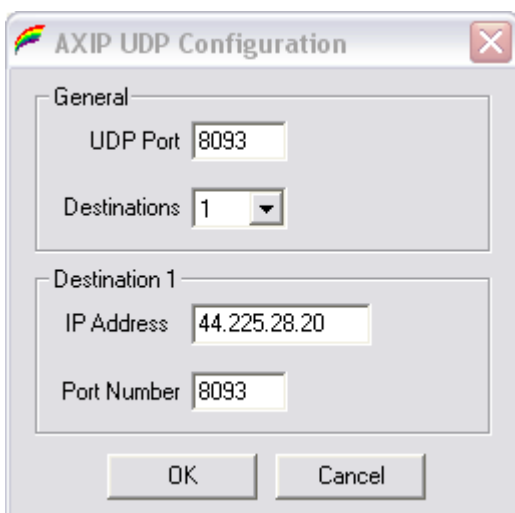 AXIP UDP Configuration
General
UDP Port 8093
Destinations 1
Destination 1
IP Address 44.225.28.20
Port Number 8093
OK Cancel